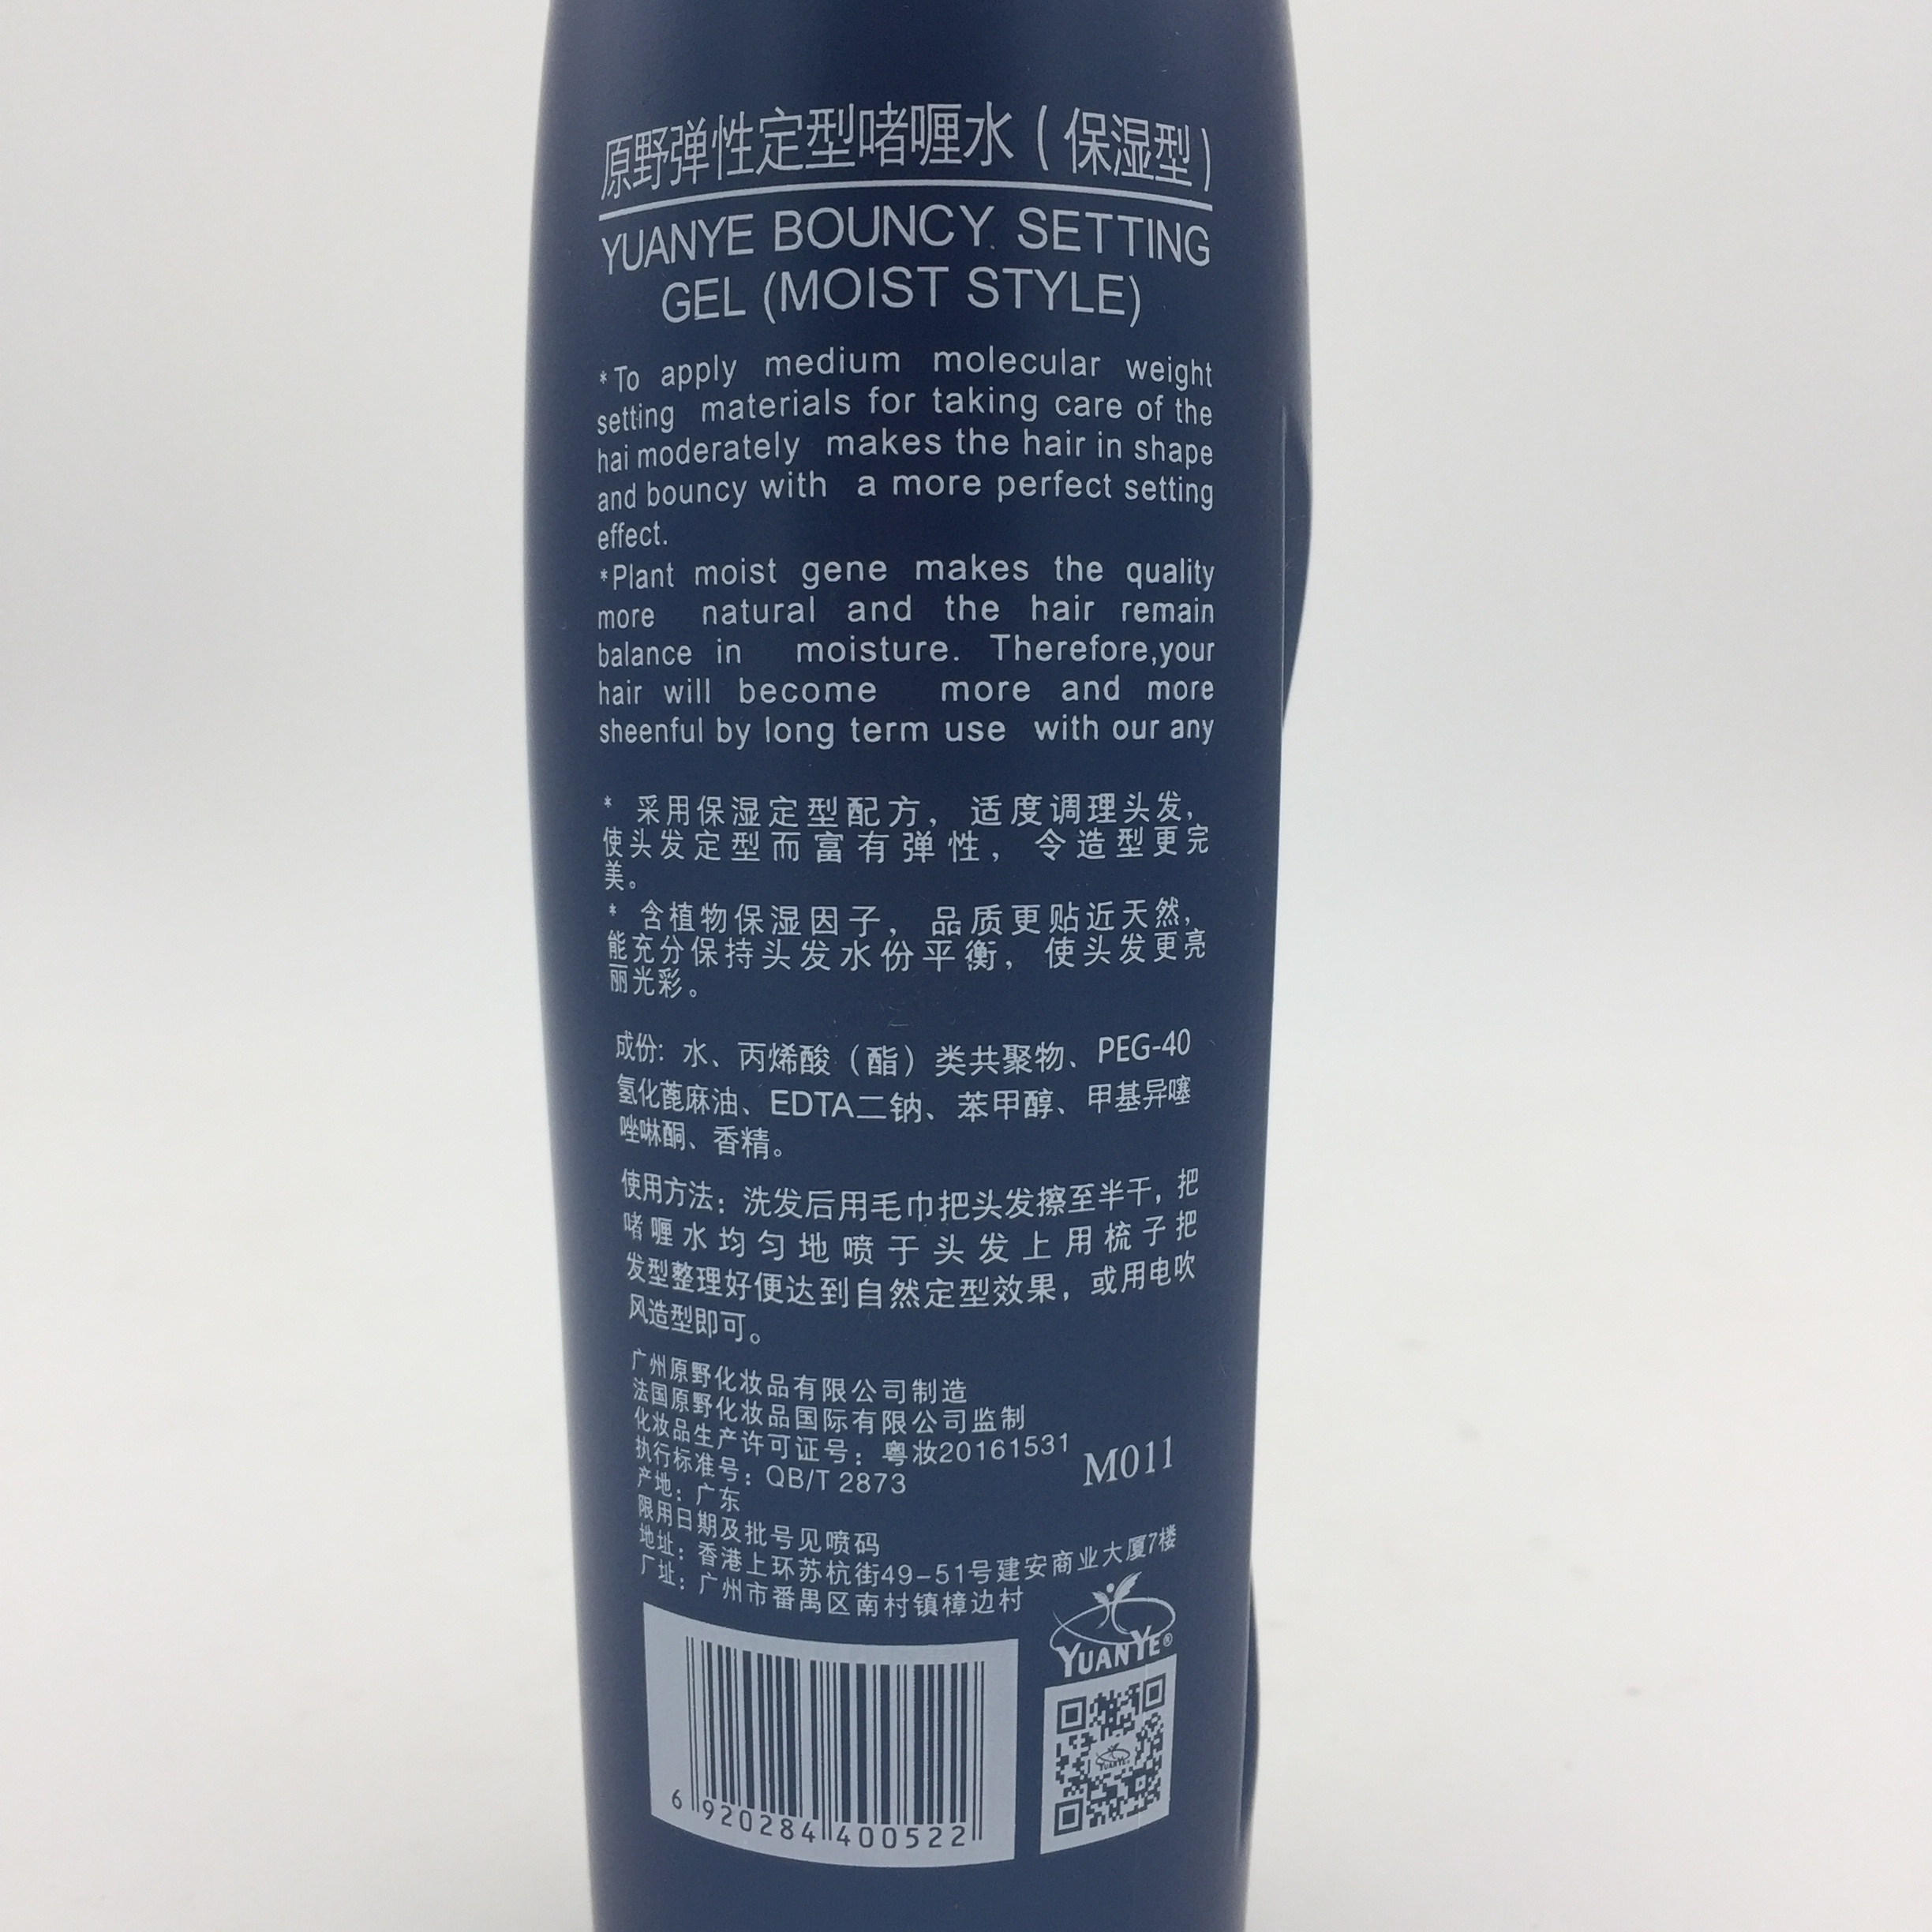 原野弹性定型啫喱水(保湿型)
YUANYE BOUNCY SETTING
GEL (MOIST STYLE)
*To apply medium molecular weight
setting materials for taking care of the
hai moderately makes the hair in shape
and bouncy with a more perfect setting
effect.
*Plant moist gene makes the quality
more natural and the hair remain
balance in moisture. Therefore,your
hair will become more and more
sheenful by long term use with our any
* 采用保湿定型配方，适度调理头发，
使头发定型而富有弹性，令造型更完
美。
* 含植物保湿因子，品质更贴近天然，
能充分保持头发水份平衡，使头发更亮
丽光彩。
成份: 水、丙烯酸（酯）类共聚物、PEG-40
氢化蓖麻油、EDTA二钠、苯甲醇、甲基异噻
唑啉酮、香精。
使用方法：洗发后用毛巾把头发擦至半干，把
啫喱水均匀地喷于头发上用梳子把
发型整理好便达到自然定型效果，或用电吹
风造型即可。
广州原野化妆品有限公司制造
法国原野化妆品国际有限公司监制
化妆品生产许可证号：粤妆20161531
执行标准号：QB/T 2873
M011
产地：广东
限用日期及批号见喷码
地址：香港上环苏杭街49-51号建安商业大厦7楼
厂址：广州市番禺区南村镇樟边村
YUANYE®
YUANYE
6 920284 400522